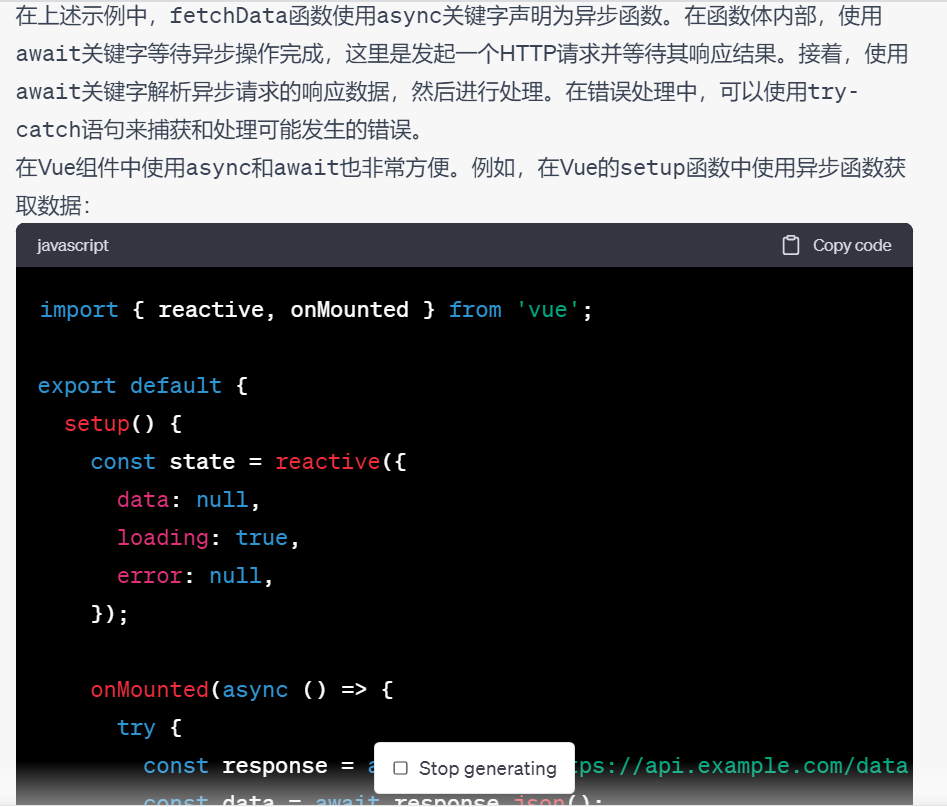 在上述示例中，fetchData函数使用async关键字声明为异步函数。在函数体内部，使用
await关键字等待异步操作完成，这里是发起一个HTTP请求并等待其响应结果。接着，使用
await关键字解析异步请求的响应数据，然后进行处理。在错误处理中，可以使用try-
catch语句来捕获和处理可能发生的错误。
在Vue组件中使用async和await也非常方便。例如，在Vue的setup函数中使用异步函数获
取数据：
javascript Copy code
import { reactive, onMounted } from 'vue';
export default {
setup() {
const state = reactive({
data: null,
loading: true,
error: null,
});
onMounted(async () => {
try {
const response = tps://api.example.com/data
Stop generating
const data = await response.json();